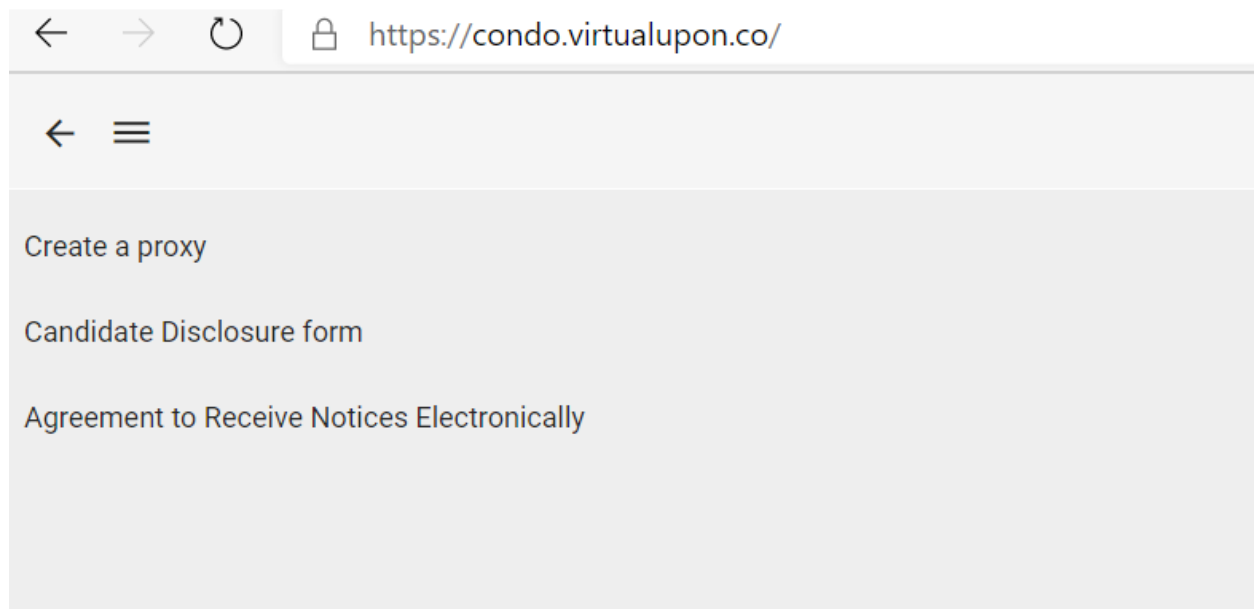 https://condo.virtualupon.co/
Create a proxy
Candidate Disclosure form
Agreement to Receive Notices Electronically